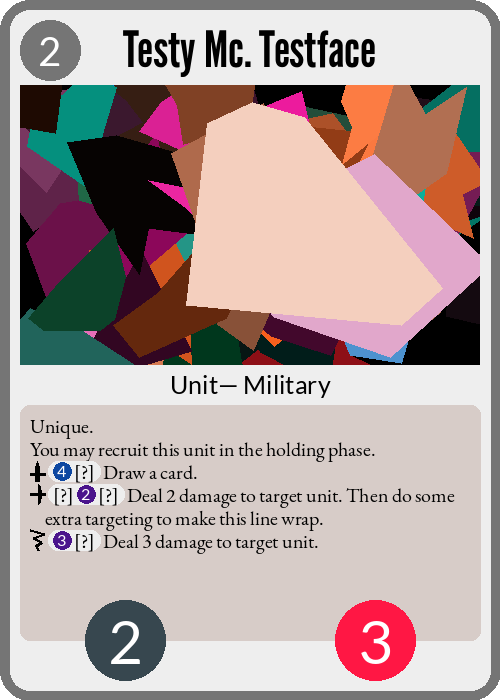 2
Testy Mc. Testface
Unit— Military
Unique.
You may recruit this unit in the holding phase.
4 [?] Draw a card.
[?] 2 [?] Deal 2 damage to target unit. Then do some
extra targeting to make this line wrap.
3 [?] Deal 3 damage to target unit.
2
3